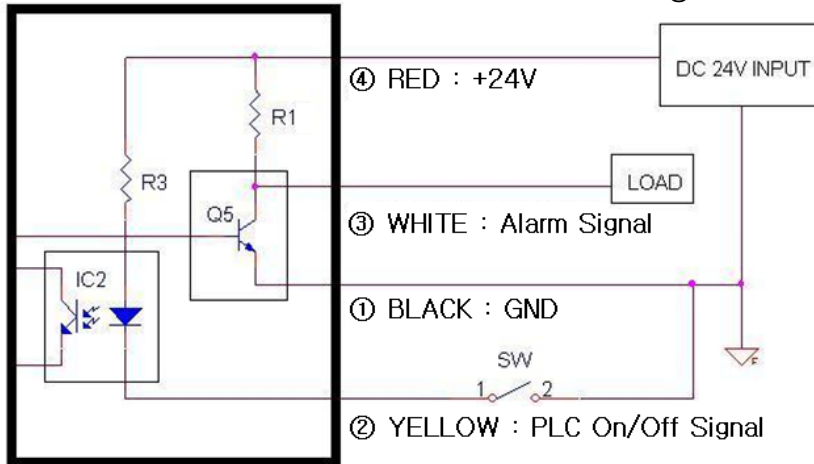 ④ RED : +24V
DC 24V INPUT
R1
R3
LOAD
Q5
③ WHITE : Alarm Signal
IC2
① BLACK : GND
SW
1 2
② YELLOW : PLC On/Off Signal